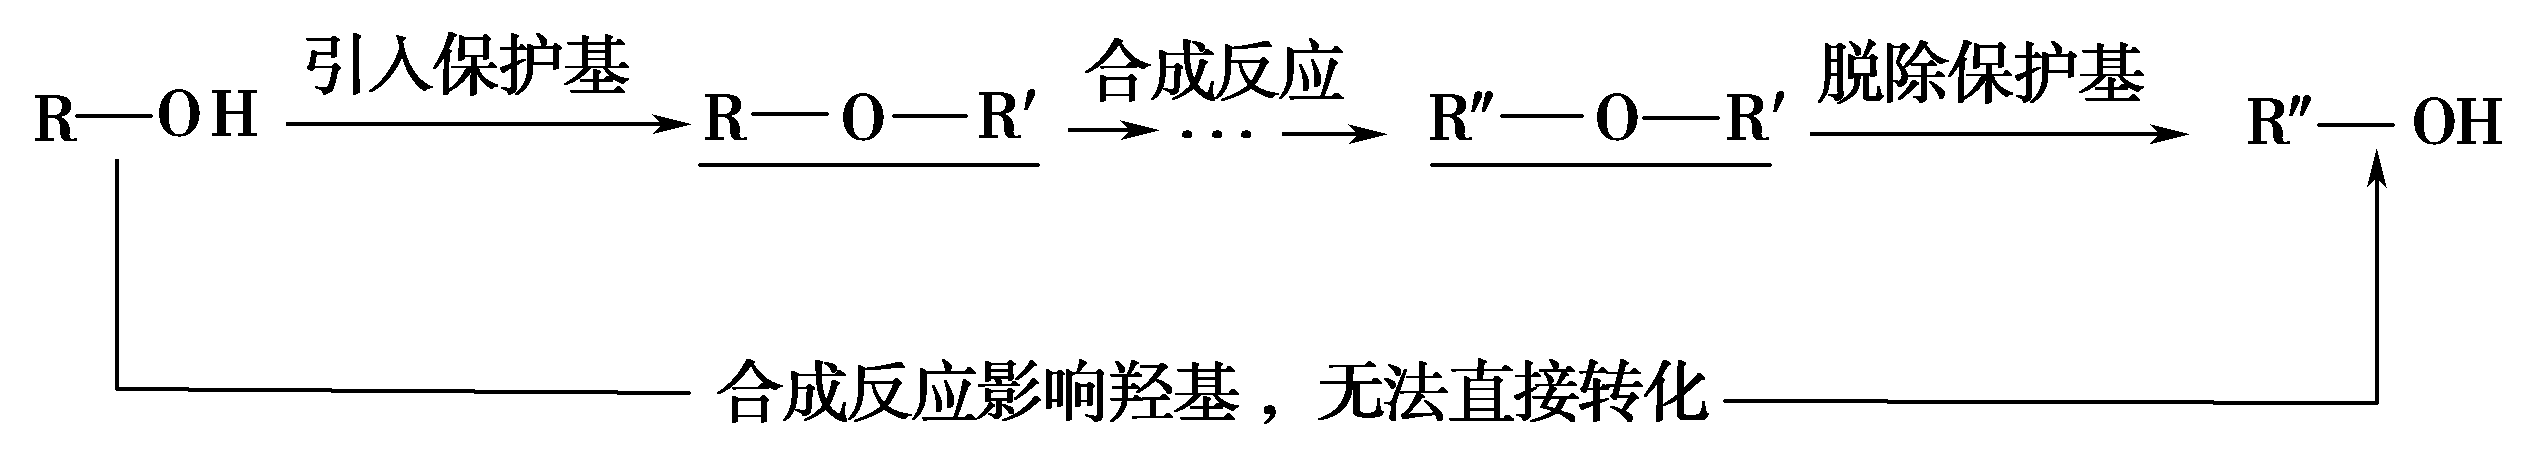 R—OH 引入保护基 R—O—R′ 合成反应 … R″—O—R′ 脱除保护基 R″—OH
合成反应影响羟基，无法直接转化